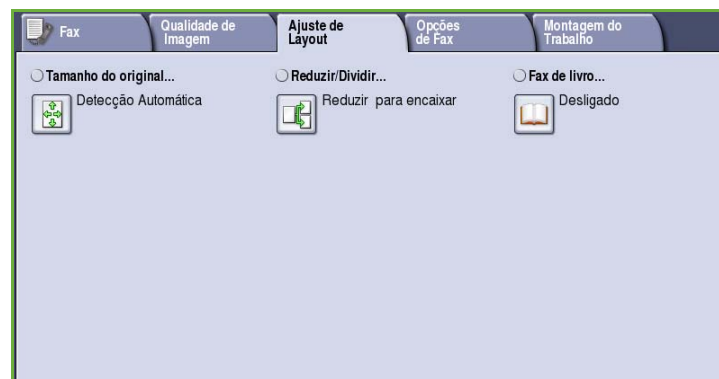 Fax
Qualidade de
Imagem
Ajuste de
Layout
Opções
de Fax
Montagem do
Trabalho
Tamanho do original...
Detecção Automática
Reduzir/Dividir...
Reduzir para encaixar
Fax de livro...
Desligado